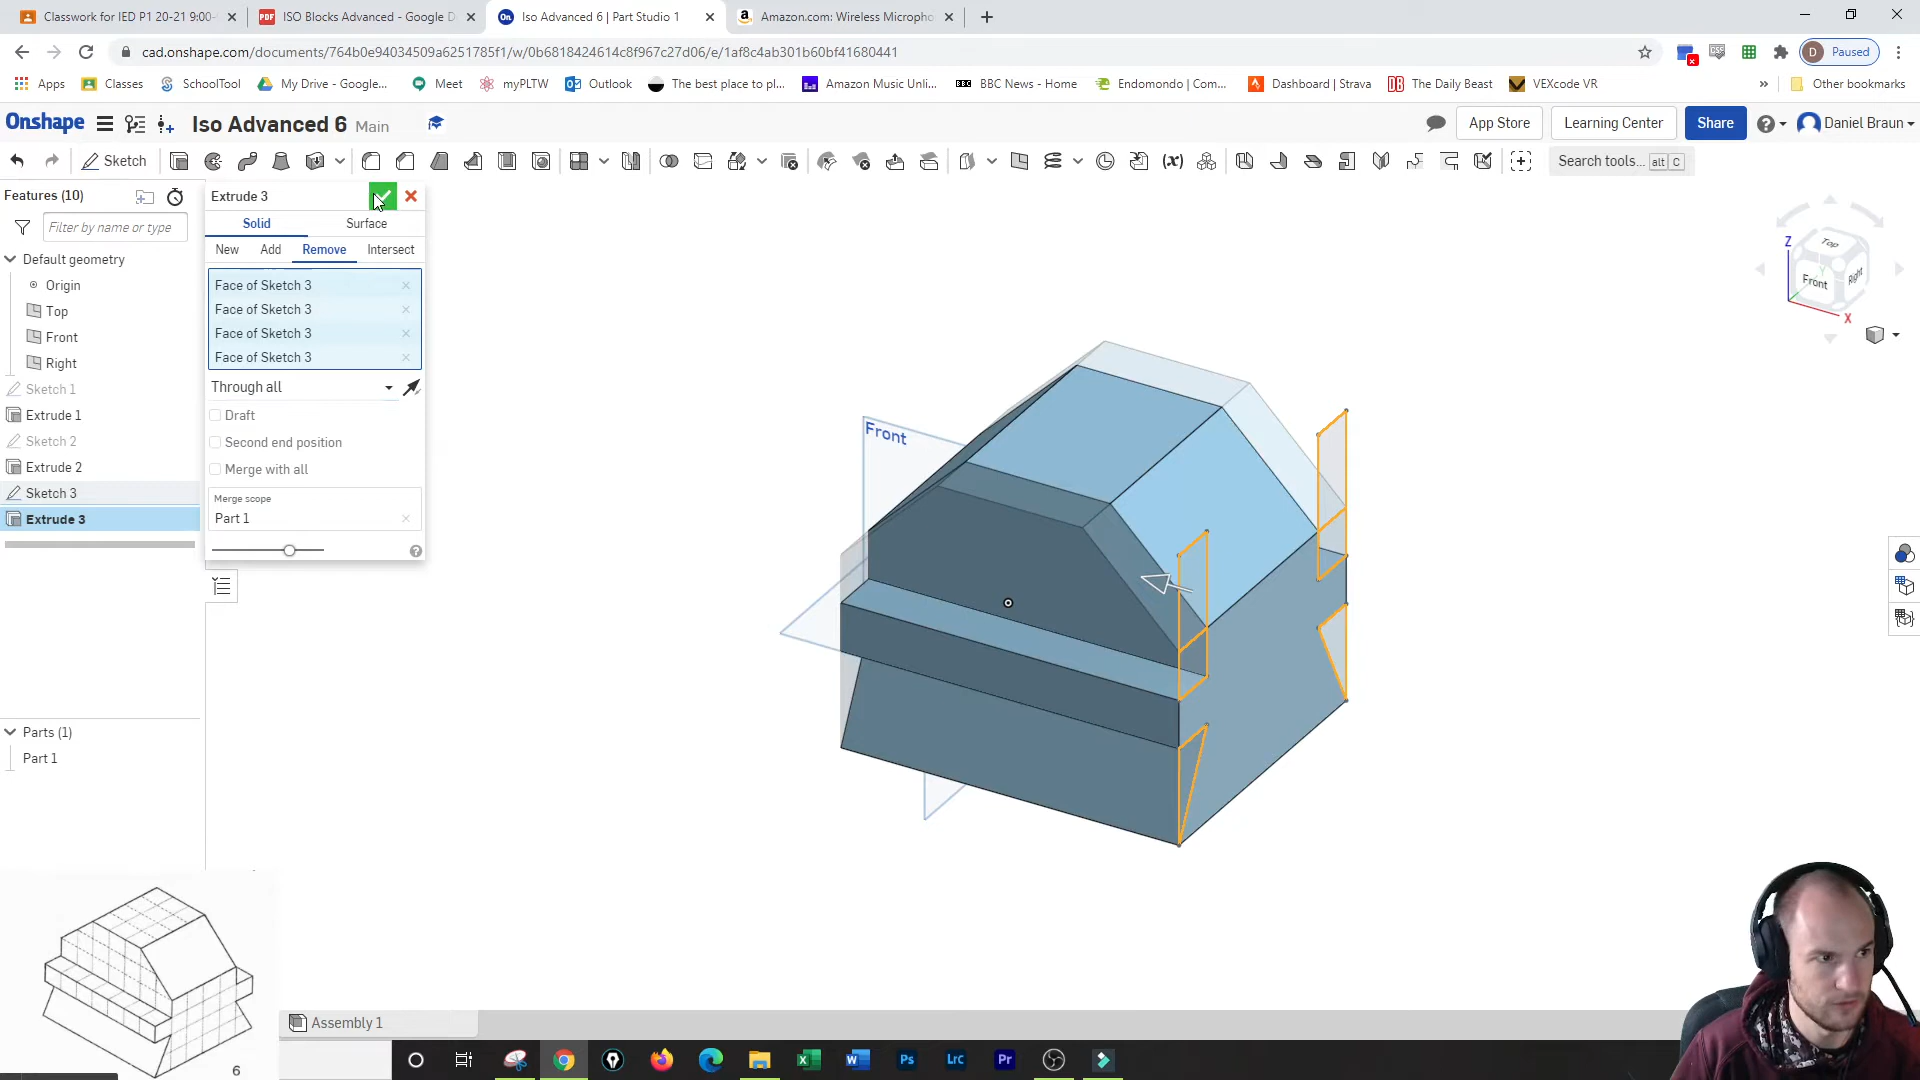 Classwork for IED P1 20-21 9:00-
ISO Blocks Advanced - Google D
Iso Advanced 6 | Part Studio 1
Amazon.com: Wireless Micropho
cad.onshape.com/documents/764b0e94034509a6251785f1/w/0b6818424614c8f967c27d06/e/1af8c4ab301b60bf41680441
D Paused
Apps Classes SchoolTool My Drive - Google... Meet myPLTW Outlook The best place to pl... Amazon Music Unli... BBC News - Home Endomondo | Com... Dashboard | Strava The Daily Beast VEXcode VR » Other bookmarks
Onshape Iso Advanced 6 Main App Store Learning Center Share Daniel Braun
Sketch Search tools... alt C
Features (10)
Filter by name or type
Default geometry
Origin
Top
Front
Right
Sketch 1
Extrude 1
Sketch 2
Extrude 2
Sketch 3
Extrude 3
Parts (1)
Part 1
Extrude 3
Solid Surface
New Add Remove Intersect
Face of Sketch 3
Face of Sketch 3
Face of Sketch 3
Face of Sketch 3
Through all
Draft
Second end position
Merge with all
Merge scope
Part 1
Front
Z
Top
Front
Right
X
Y
6
Assembly 1
Ps Lrc Pr